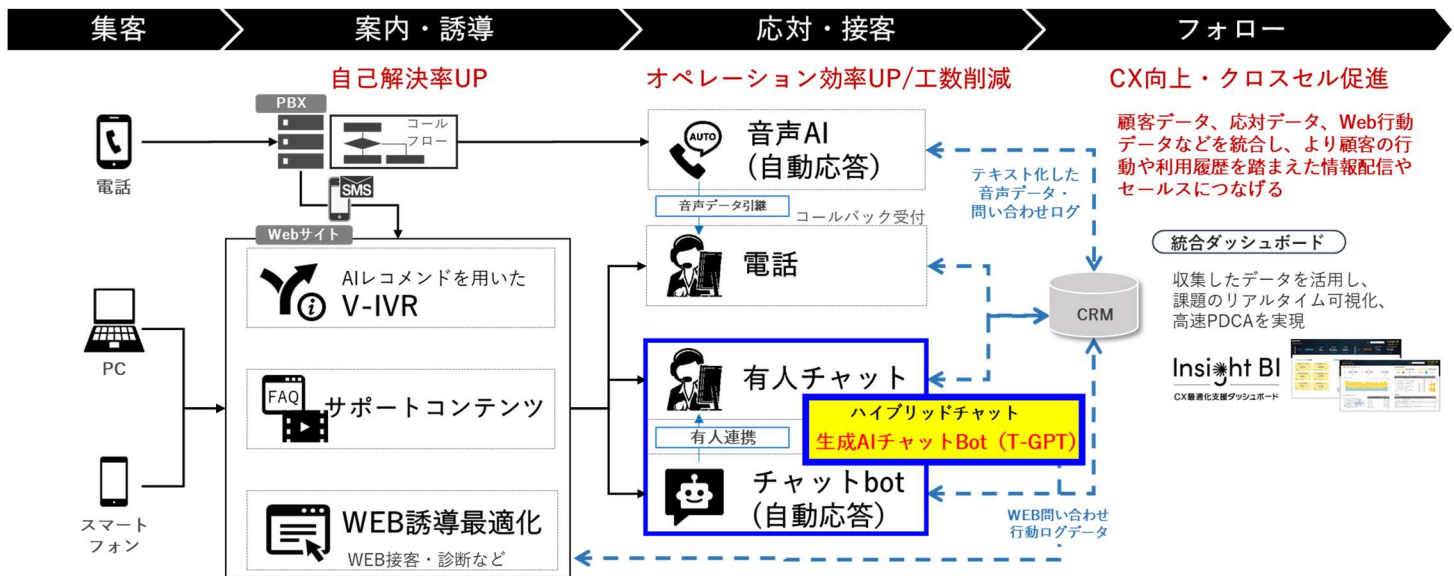 集客
案内・誘導
応対・接客
フォロー
自己解決率UP
オペレーション効率UP/工数削減
CX向上・クロスセル促進
電話
PBX
コール
フロー
SMS
AUTO
音声AI
(自動応答)
音声データ引継
コールバック受付
電話
テキスト化した
音声データ・
問い合わせログ
顧客データ、応対データ、Web行動
データなどを統合し、より顧客の行
動や利用履歴を踏まえた情報配信や
セールスにつなげる
PC
スマート
フォン
Webサイト
AIレコメンドを用いた
V-IVR
FAQ
サポートコンテンツ
WEB誘導最適化
WEB接客・診断など
有人チャット
有人連携
ハイブリッドチャット
生成AIチャットBot（T-GPT）
チャットbot
(自動応答)
CRM
WEB問い合わせ
行動ログデータ
統合ダッシュボード
収集したデータを活用し、
課題のリアルタイム可視化、
高速PDCAを実現
Insight BI
CX最適化支援ダッシュボード